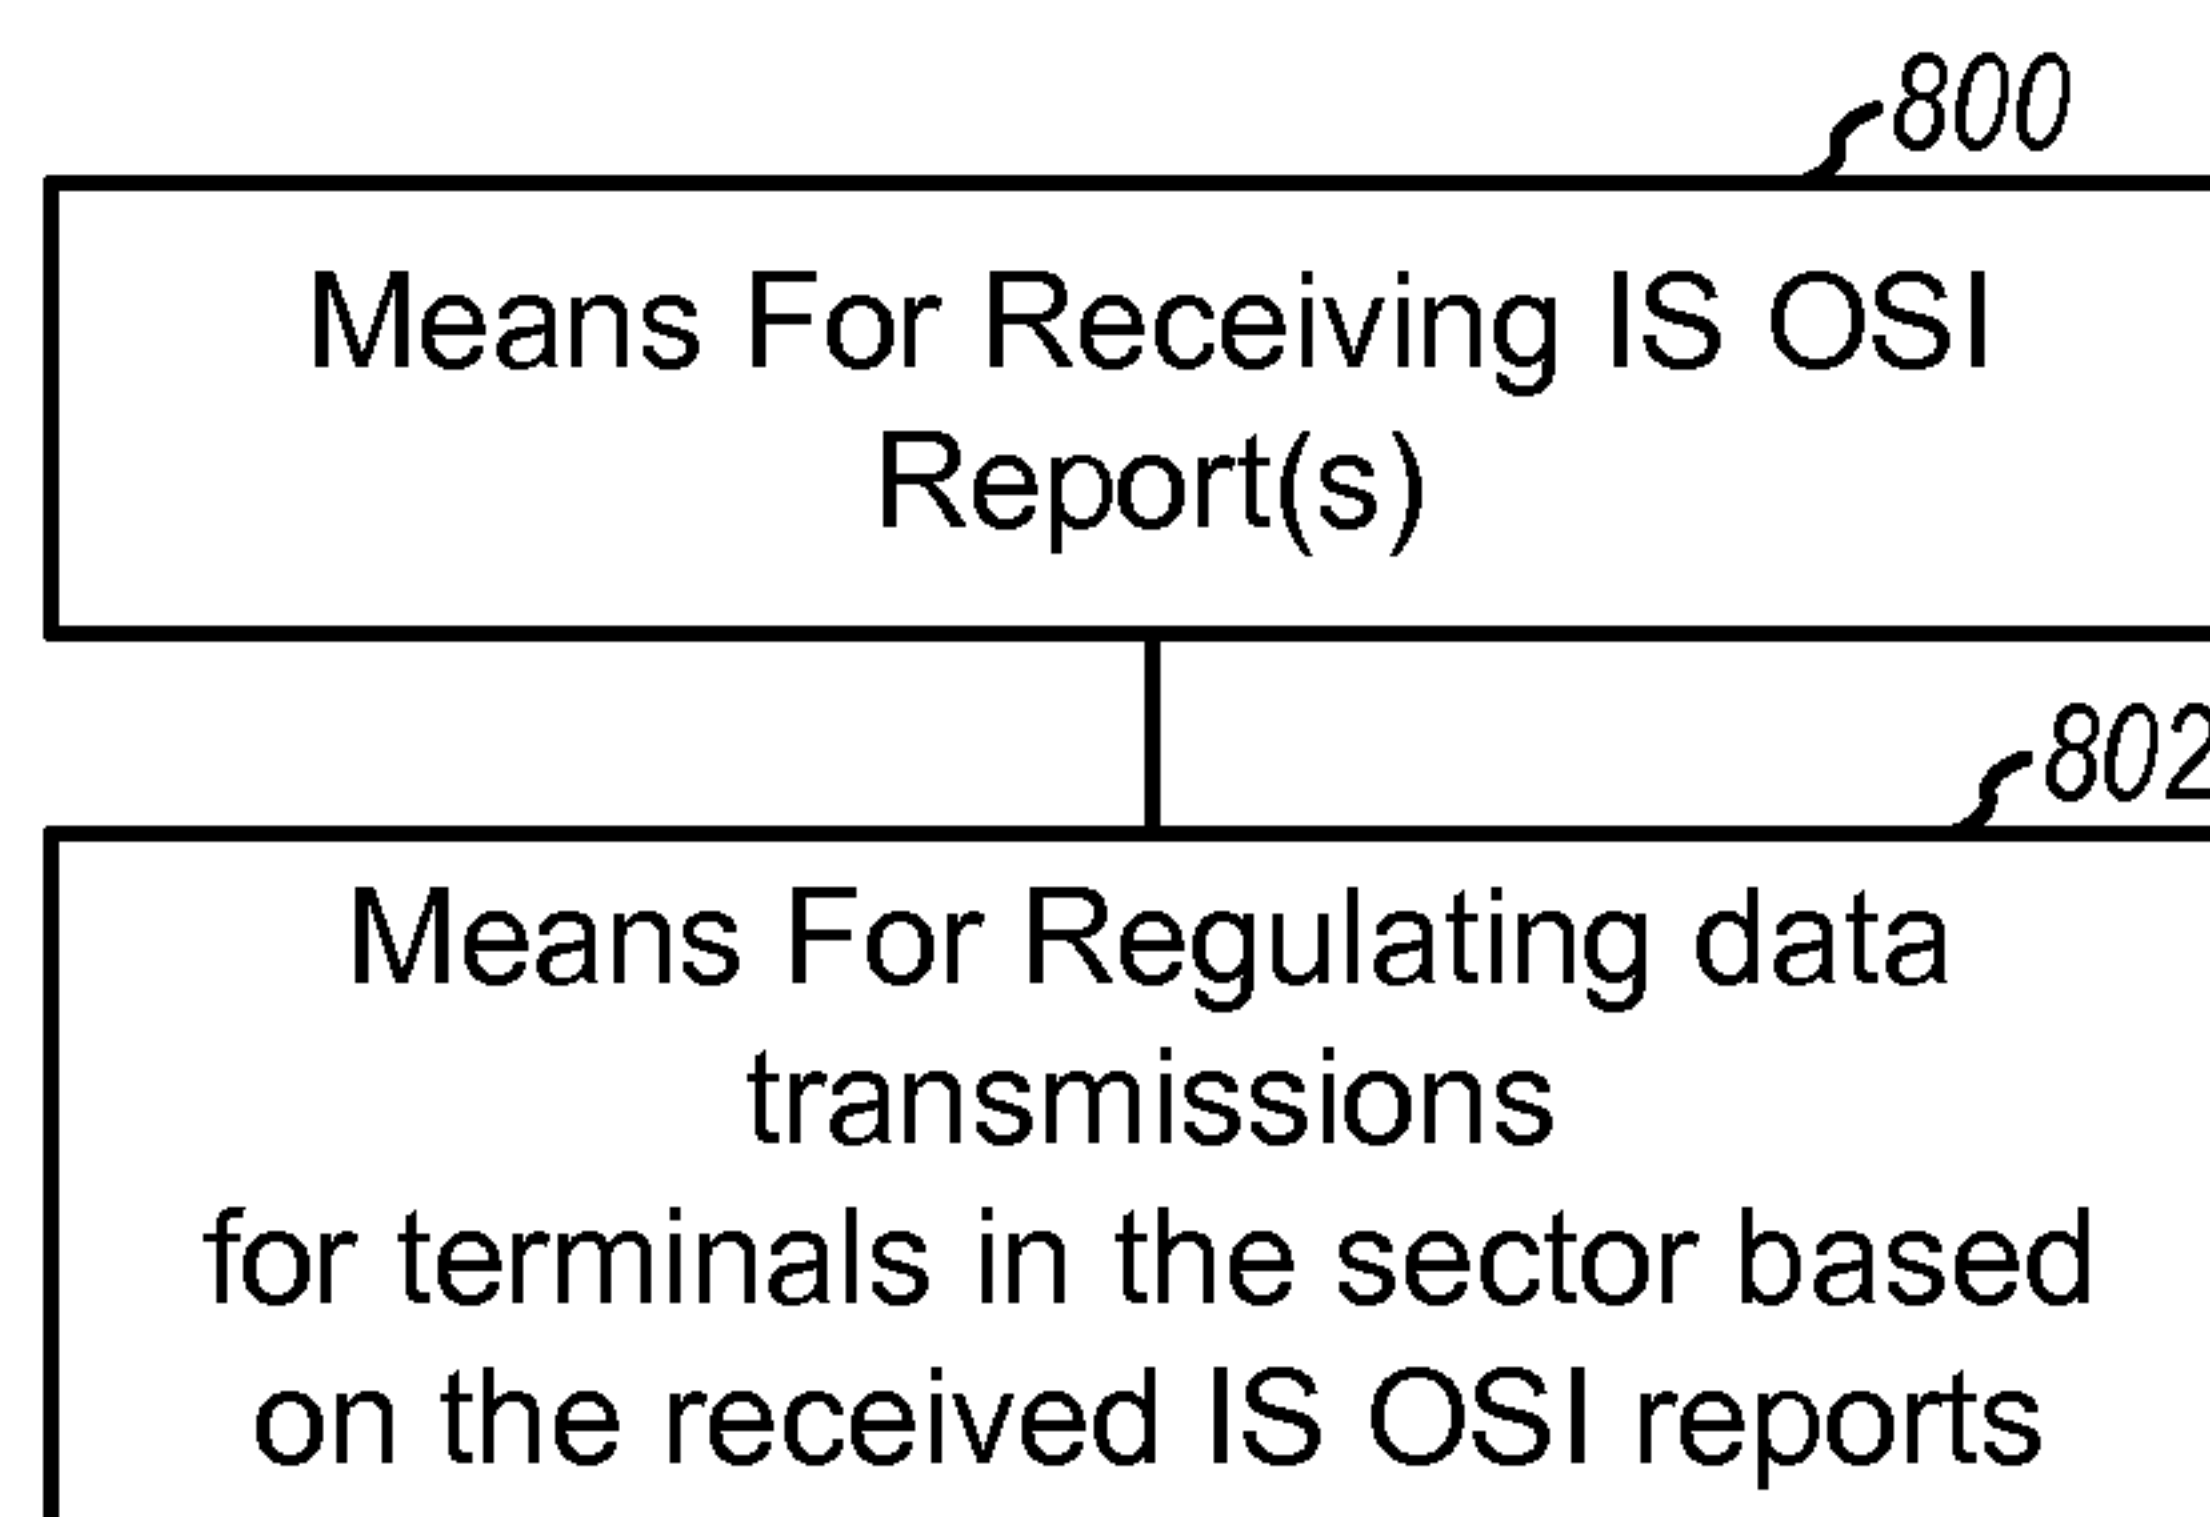 800
Means For Receiving IS OSI
Report(s)
802
Means For Regulating data
transmissions
for terminals in the sector based
on the received IS OSI reports